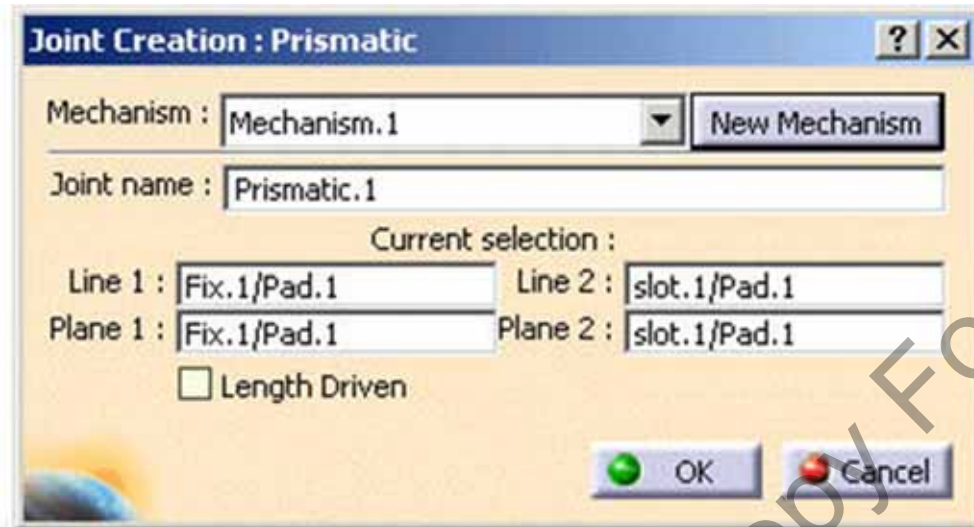 Joint Creation : Prismatic
Mechanism : Mechanism.1 New Mechanism
Joint name : Prismatic.1
Current selection :
Line 1 : Fix.1/Pad.1 Line 2 : slot.1/Pad.1
Plane 1 : Fix.1/Pad.1 Plane 2 : slot.1/Pad.1
Length Driven
OK Cancel